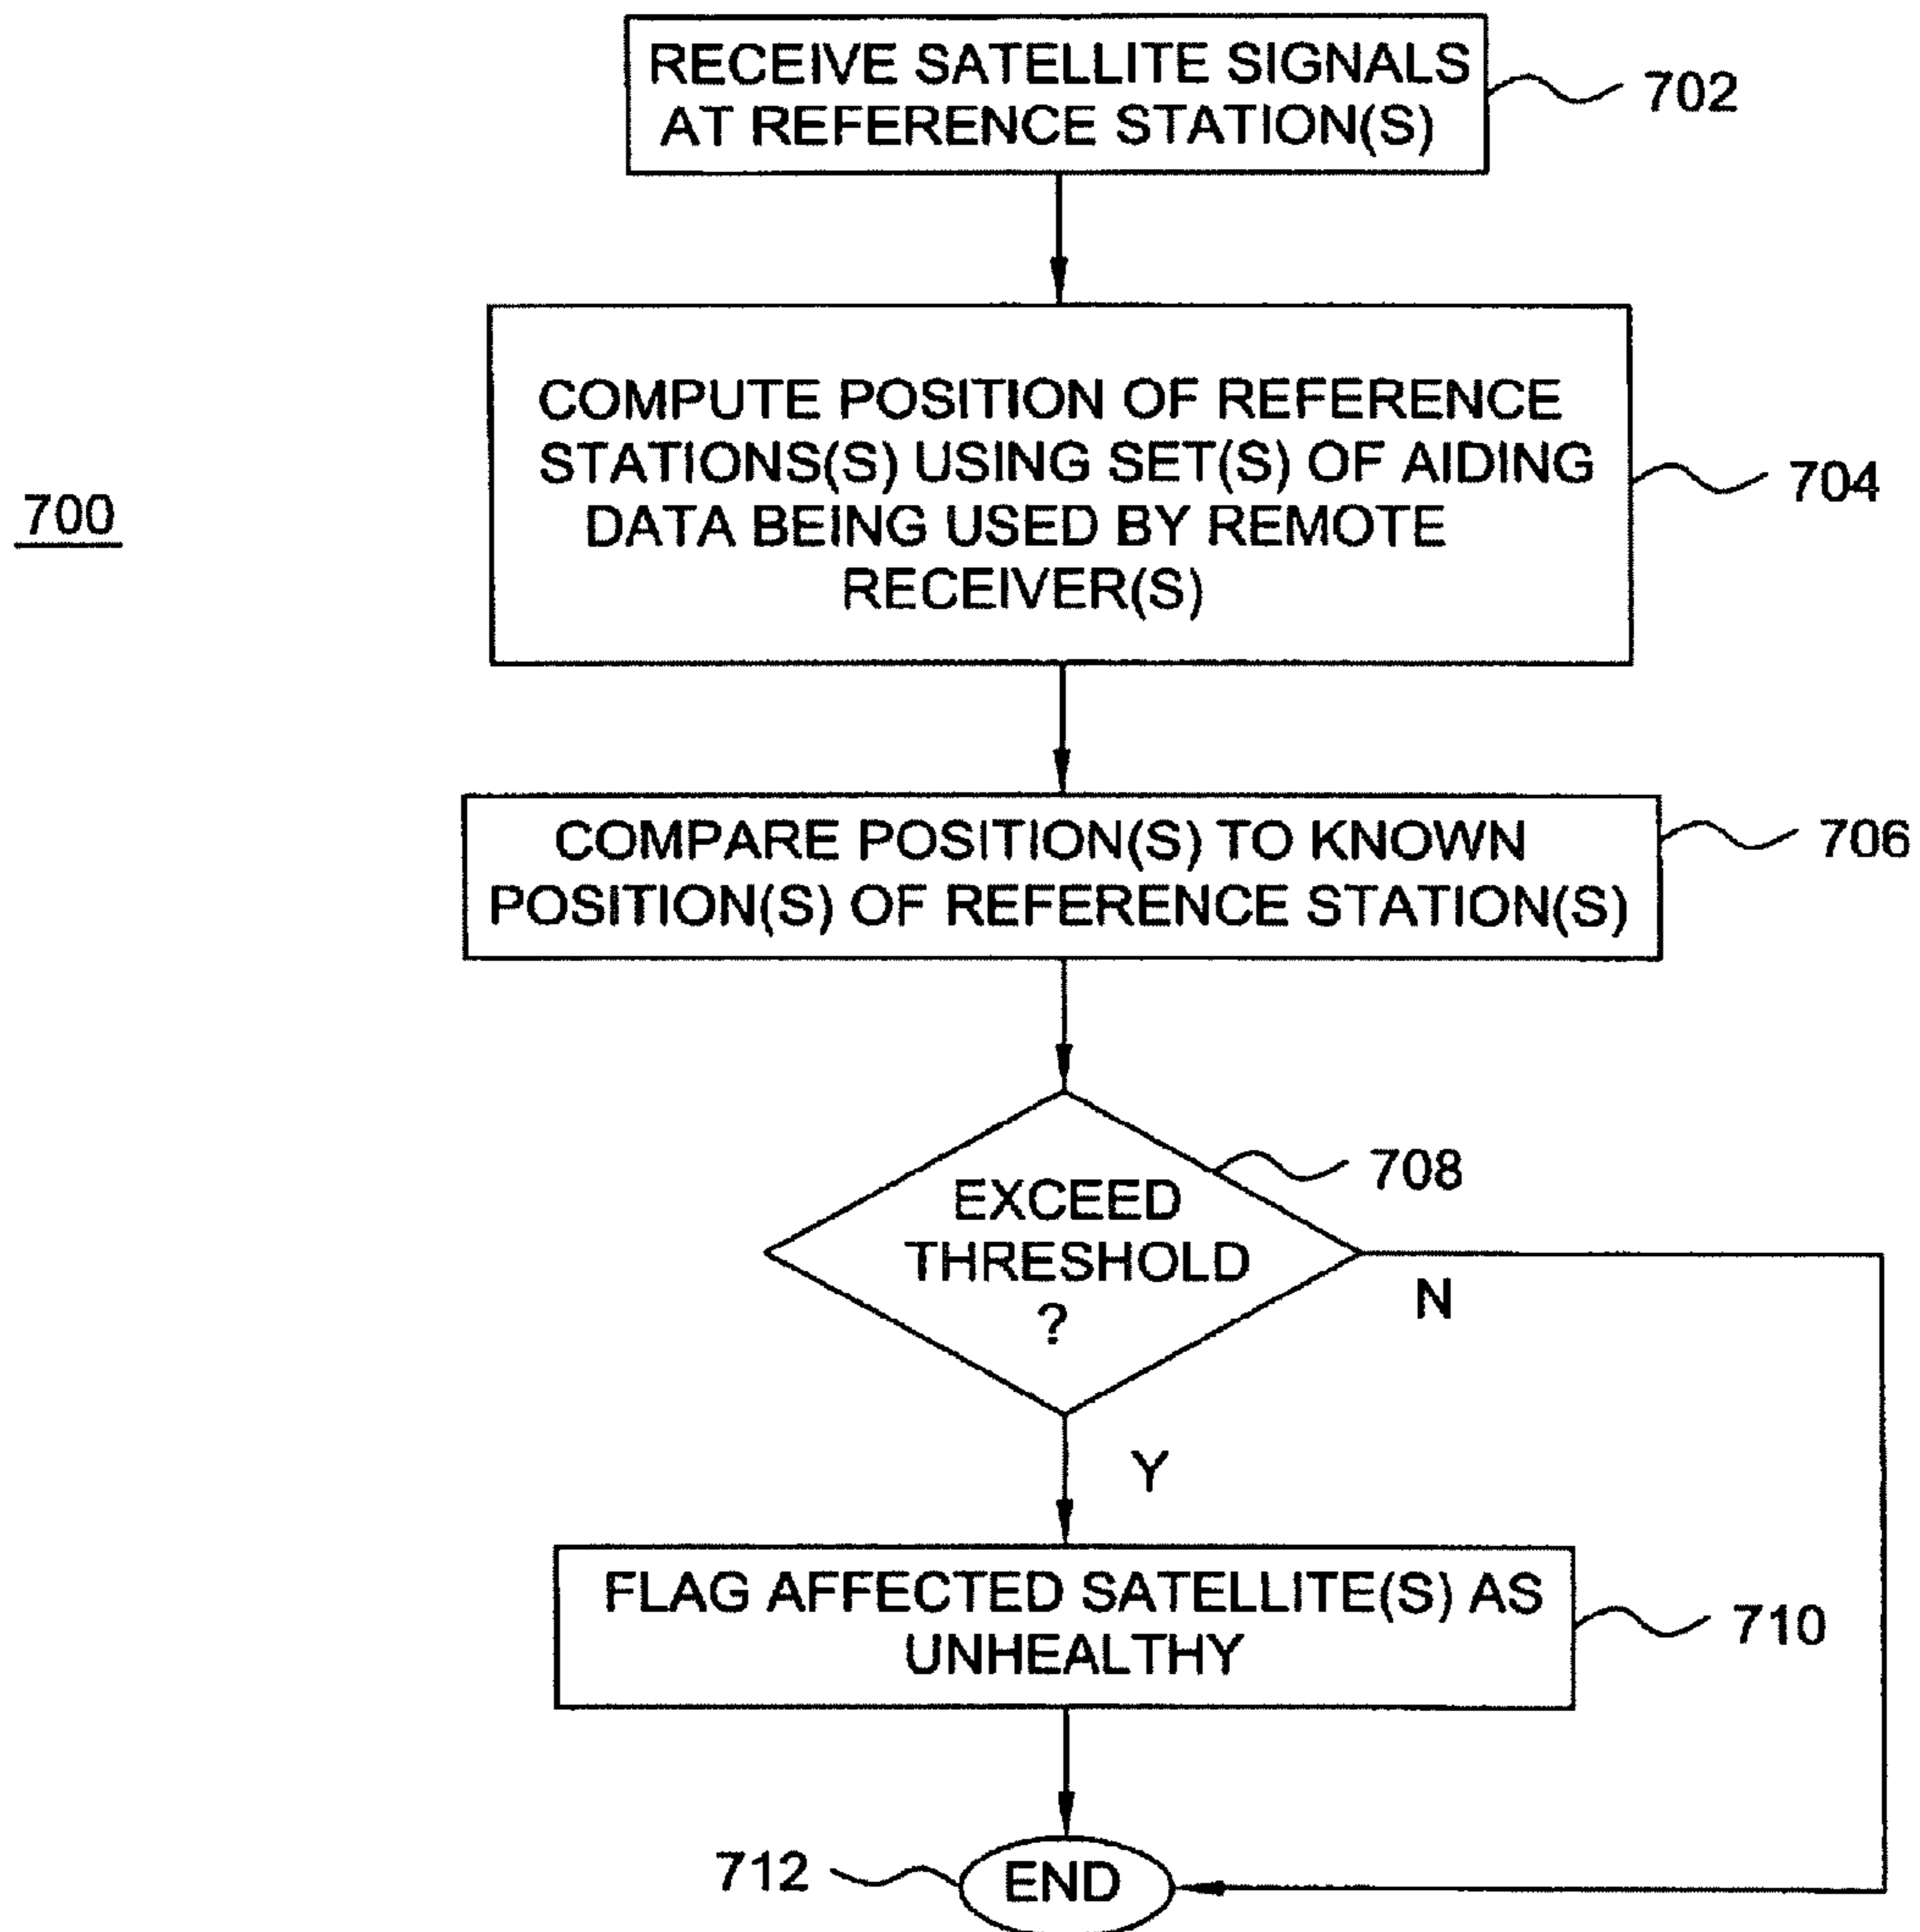 RECEIVE SATELLITE SIGNALS
AT REFERENCE STATION(S)
702
COMPUTE POSITION OF REFERENCE
STATIONS(S) USING SET(S) OF AIDING
DATA BEING USED BY REMOTE
RECEIVER(S)
704
700
COMPARE POSITION(S) TO KNOWN
POSITION(S) OF REFERENCE STATION(S)
706
EXCEED
THRESHOLD
?
708
N
Y
FLAG AFFECTED SATELLITE(S) AS
UNHEALTHY
710
712
END